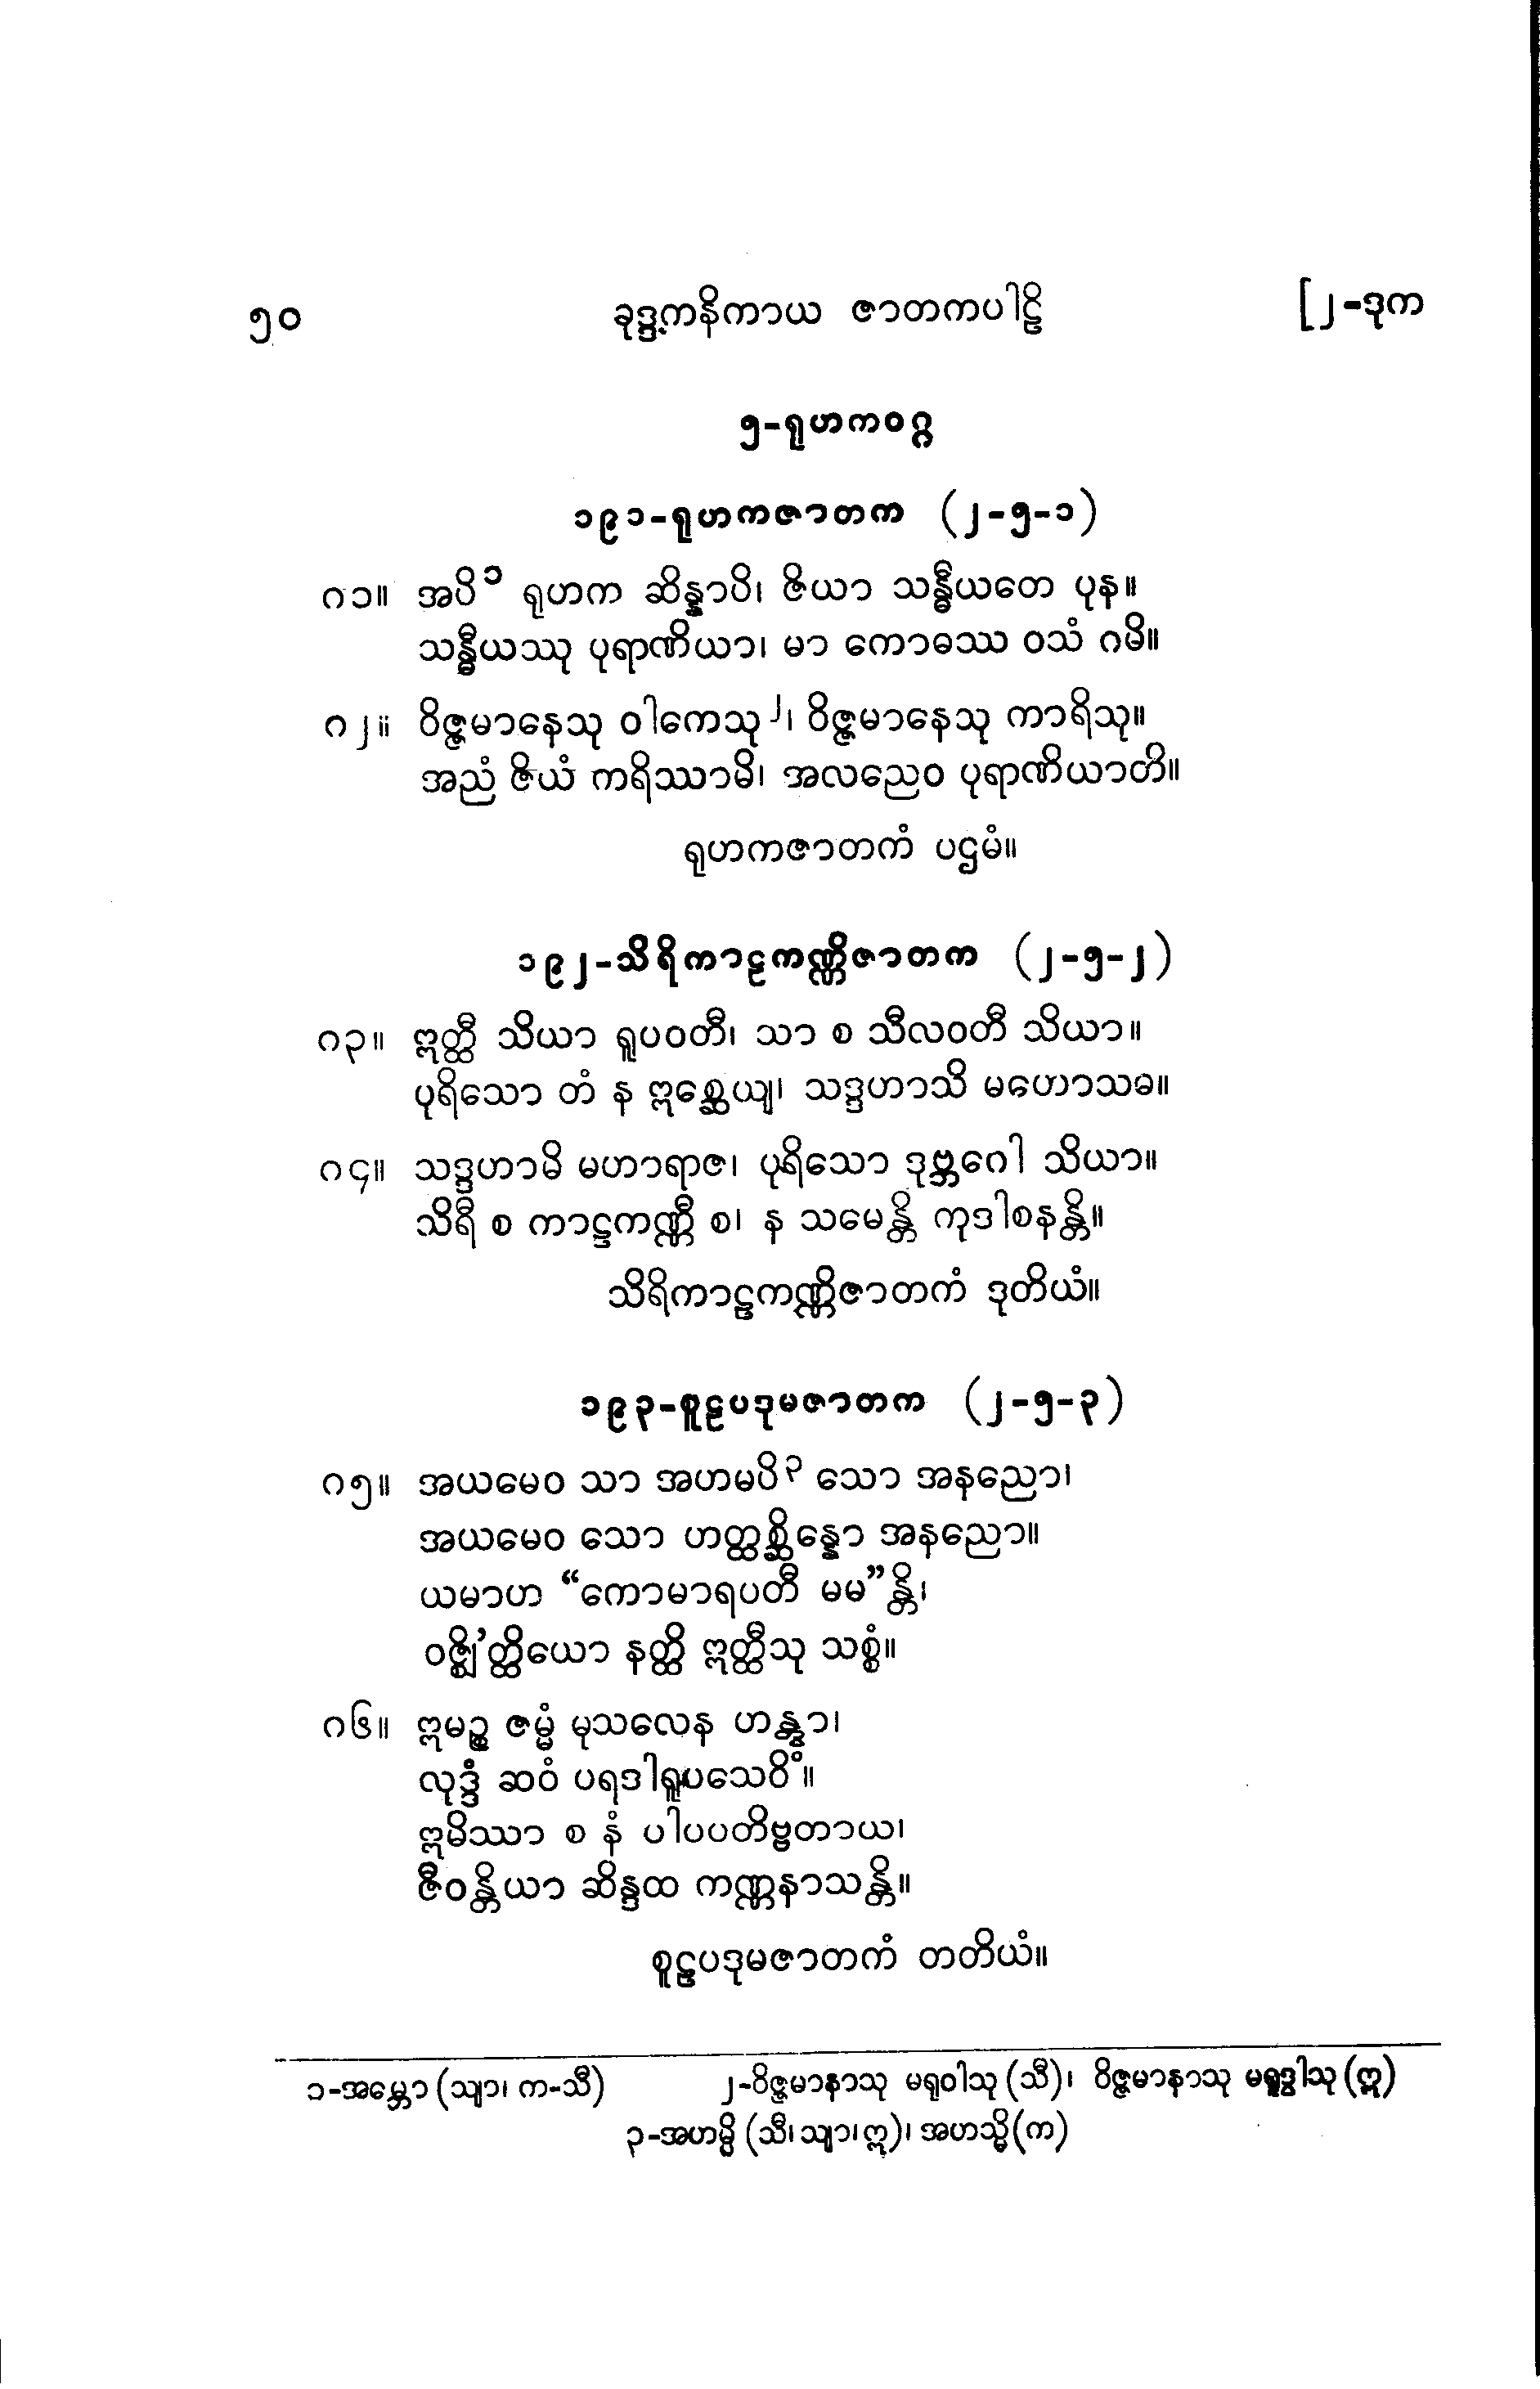 ၅၀ ခုဒ္ဒကနိကာယ ဇာတကပါဠိ [၂-ဒုက
၅-ရုဟကဝဂ္ဂ
၁၉၁-ရုဟကဇာတက (၂-၅-၁)
ဂ၁။ အပိ၁ ရုဟက ဆိန္နာပိ၊ ဇိယာ သန္ဓီယတေ ပုန။
သန္ဓီယဿု ပုရာဏိယာ၊ မာ ကောဓဿ ဝသံ ဂမိ။
ဂ၂။ ဝိဇ္ဇမာနေသု ဝါကေသု၂၊ ဝိဇ္ဇမာနေသု ကာရိသု။
အညံ ဇိယံ ကရိဿာမိ၊ အလညေဝ ပုရာဏိယာတိ။
ရုဟကဇာတကံ ပဌမံ။
၁၉၂-သိရိကာဠကဏ္ဏိဇာတက (၂-၅-၂)
ဂ၃။ ဣတ္ထီ သိယာ ရူပဝတီ၊ သာ စ သီလဝတီ သိယာ။
ပုရိသော တံ န ဣစ္ဆေယျ၊ သဒ္ဒဟာသိ မဟောသဓ။
ဂ၄။ သဒ္ဒဟာမိ မဟာရာဇ၊ ပုရိသော ဒုဗ္ဘဂေါ သိယာ။
သိရီ စ ကာဠကဏ္ဏီ စ၊ န သမေန္တိ ကုဒါစနန္တိ။
သိရိကာဠကဏ္ဏိဇာတကံ ဒုတိယံ။
၁၉၃-စူဠပဒုမဇာတက (၂-၅-၃)
ဂ၅။ အယမေဝ သာ အဟမပိ၃ သော အနညော၊
အယမေဝ သော ဟတ္ထစ္ဆိန္နော အနညော။
ယမာဟ “ကောမာရပတီ မမ”န္တိ၊
ဝဇ္ဈိ’တ္ထိယော နတ္ထိ ဣတ္ထီသု သစ္စံ။
ဂ၆။ ဣမဉ္စ ဇမ္မံ မုသလေန ဟန္တွာ၊
လုဒ္ဒံ ဆဝံ ပရဒါရူပသေဝိံ။
ဣမိဿာ စ နံ ပါပပတိဗ္ဗတာယ၊
ဇီဝန္တိယာ ဆိန္ဒထ ကဏ္ဏနာသန္တိ။
စူဠပဒုမဇာတကံ တတိယံ။
၁-အမ္ဘော (သျာ၊ က-သီ) ၂-ဝိဇ္ဇမာနာသု မရုဝါသု (သီ)၊ ဝိဇ္ဇမာနာသု မရူဒွါသု (ဣ)
၃-အဟမ္ပိ (သီ၊ သျာ၊ ဣ)၊ အဟသ္မိ (က)